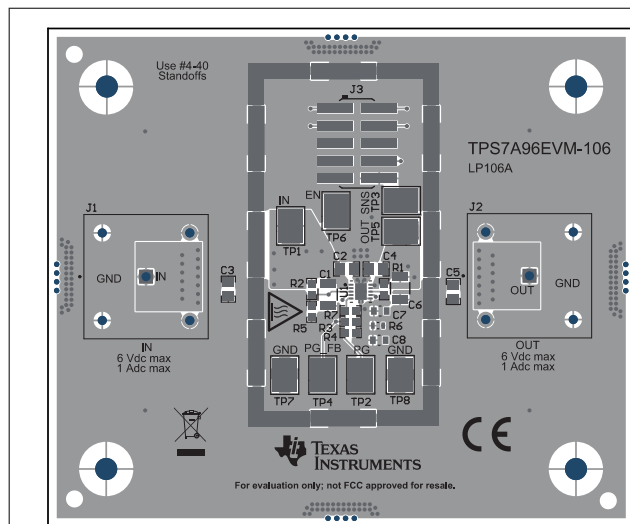 Use #4-40
Standoffs
J3
TPS7A96EVM-106
LP106A
IN
EN
OUT SNS
TP3
TP5
TP1
TP6
J1
J2
GND
IN
OUT
GND
C3
C2
C4
C5
R2
C1
R1
C6
R5
R7
R3
R4
C7
R6
C8
IN
6 Vdc max
1 Adc max
OUT
6 Vdc max
1 Adc max
GND
PG FB
PG
GND
TP7
TP4
TP2
TP8
CE
TEXAS
INSTRUMENTS
For evaluation only; not FCC approved for resale.